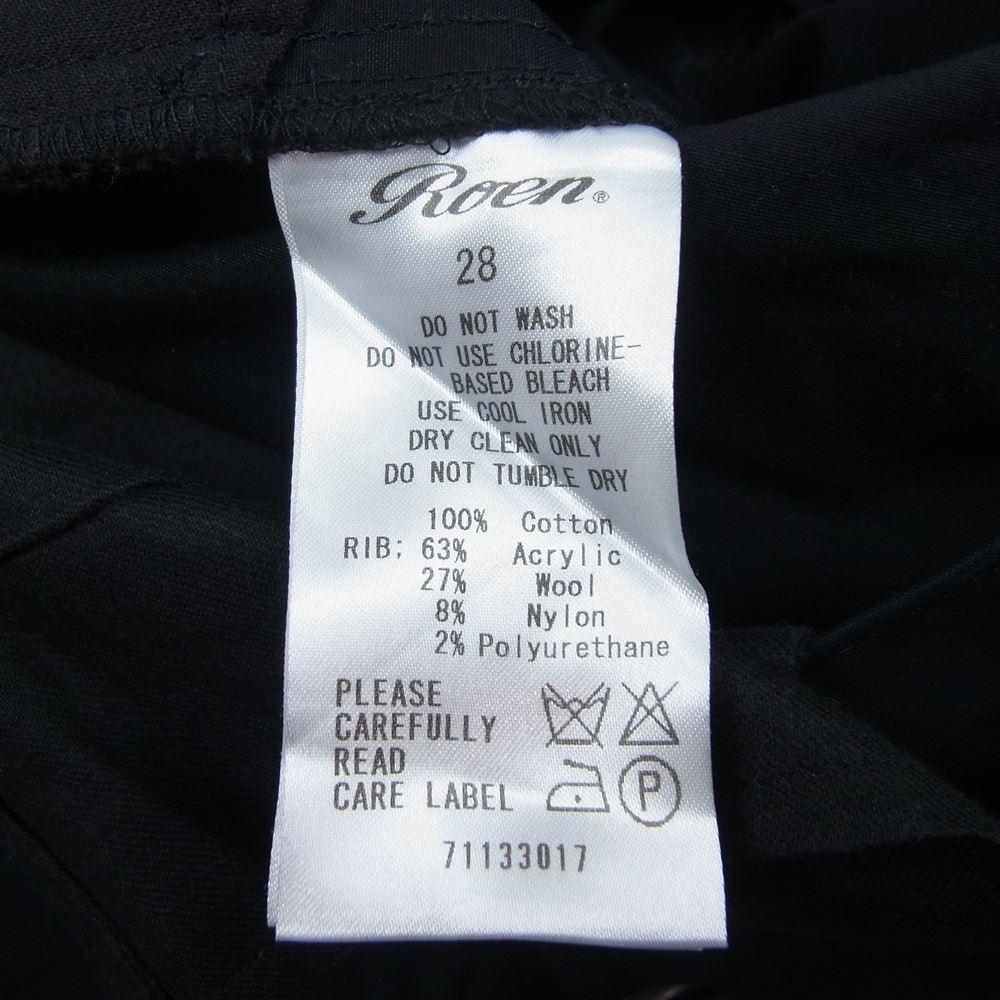 Roen®
28
DO NOT WASH
DO NOT USE CHLORINE-
BASED BLEACH
USE COOL IRON
DRY CLEAN ONLY
DO NOT TUMBLE DRY
100% Cotton
RIB; 63% Acrylic
27% Wool
8% Nylon
2% Polyurethane
PLEASE
CAREFULLY
READ
CARE LABEL
P
71133017